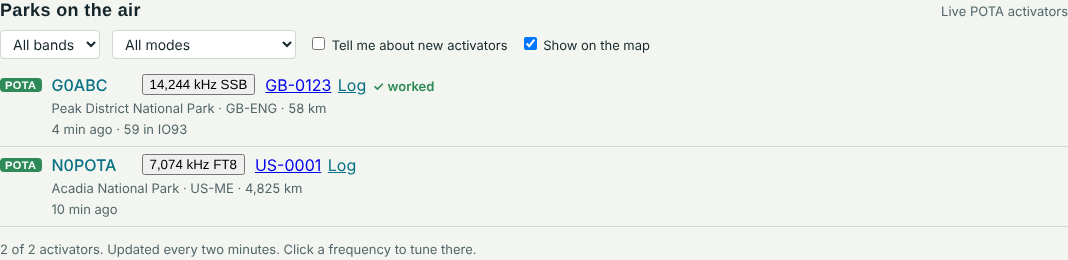 Parks on the air Live POTA activators
All bands All modes Tell me about new activators Show on the map
POTA G0ABC 14,244 kHz SSB GB-0123 Log ✓ worked
Peak District National Park · GB-ENG · 58 km
4 min ago · 59 in IO93
POTA N0POTA 7,074 kHz FT8 US-0001 Log
Acadia National Park · US-ME · 4,825 km
10 min ago
2 of 2 activators. Updated every two minutes. Click a frequency to tune there.